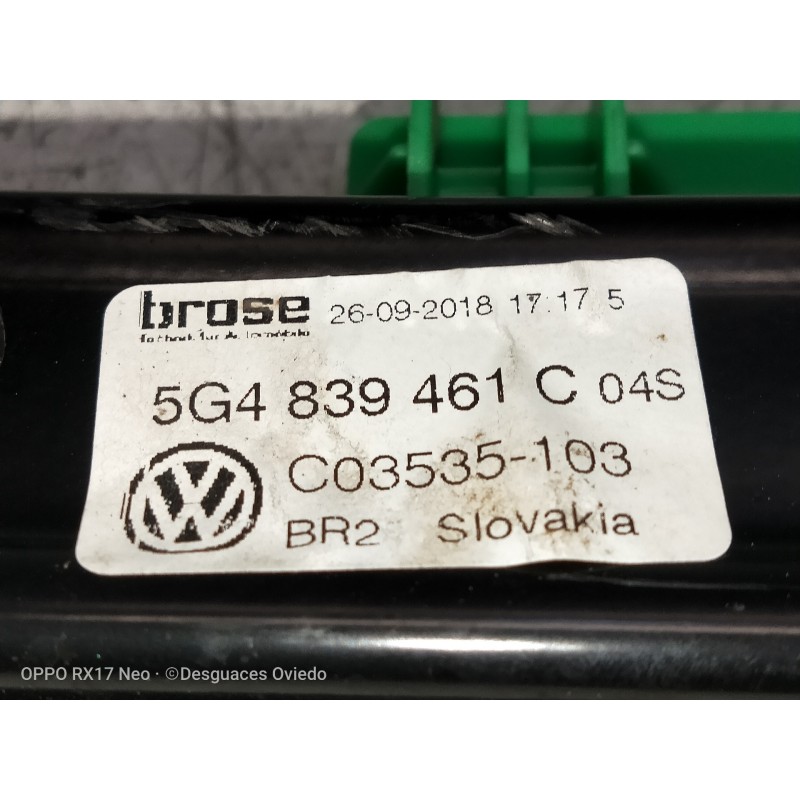 brose 26-09-2018 17:17 5
5G4 839 461 C 04S
C03535-103
BR2 Slovakia
OPPO RX17 Neo · ©Desguaces Oviedo